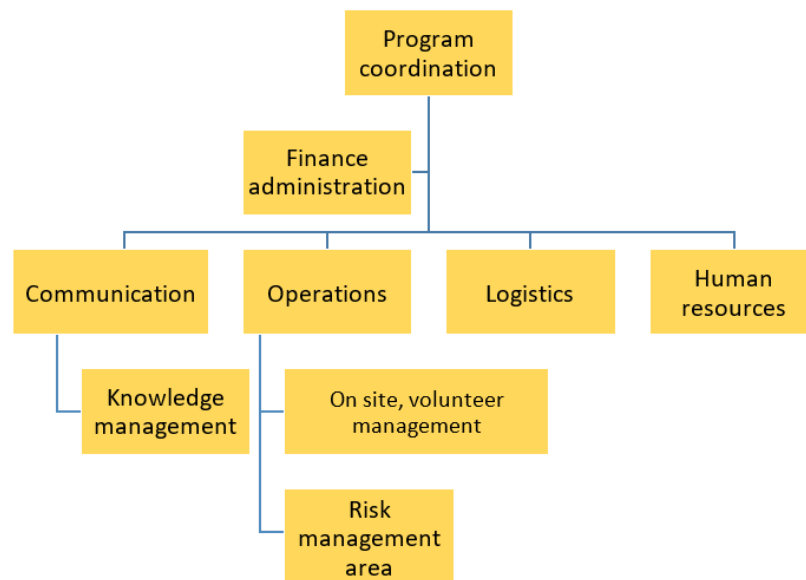 Program
coordination
Finance
administration
Communication
Operations
Logistics
Human
resources
Knowledge
management
On site, volunteer
management
Risk
management
area